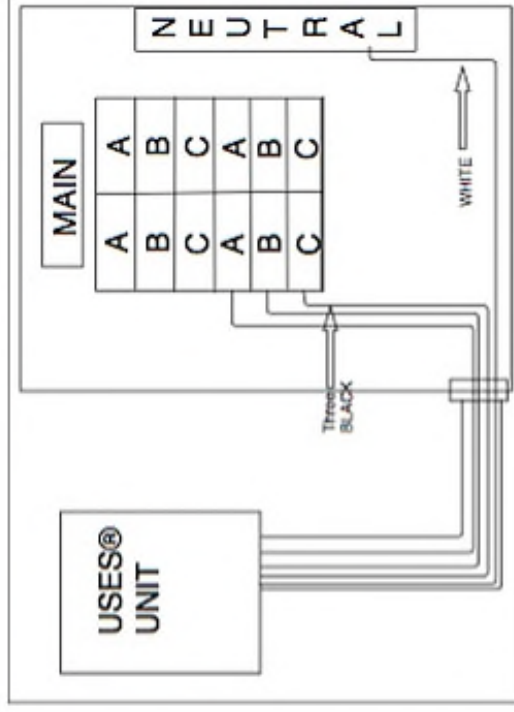 USES®
UNIT
MAIN
A A
B B
C C
A A
B B
C C
NEUTRAL
Three
BLACK
WHITE